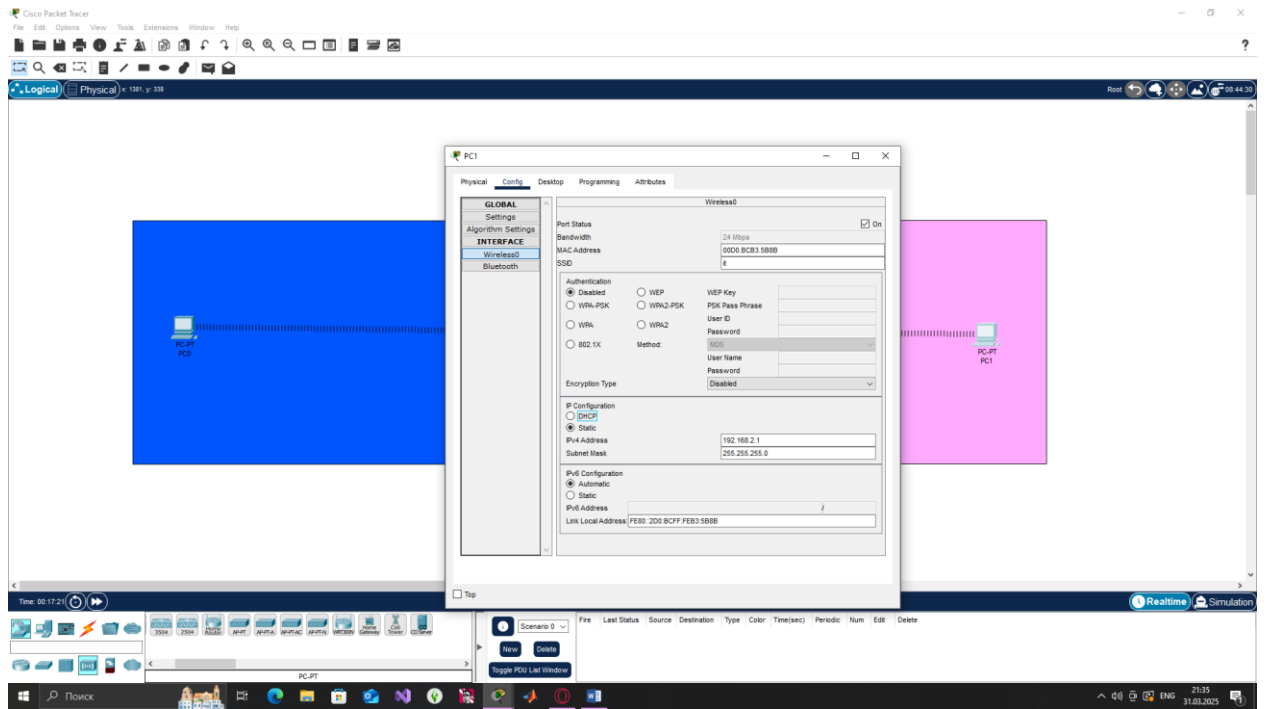 Cisco Packet Tracer
File Edit Options View Tools Extensions Window Help
?
Logical Physical x: 1381, y: 338
Root 08:44:30
PC1
Physical Config Desktop Programming Attributes
GLOBAL
Settings
Algorithm Settings
INTERFACE
Wireless0
Bluetooth
Wireless0
Port Status On
Bandwidth 24 Mbps
MAC Address 00D0.BCB3.5B8B
SSID
Authentication
Disabled WEP WEP Key
WPA-PSK WPA2-PSK PSK Pass Phrase
User ID
WPA WPA2 Password
802.1X Method: MD5
User Name
Password
Encryption Type Disabled
IP Configuration
DHCP
Static
IPv4 Address 192.168.2.1
Subnet Mask 255.255.255.0
IPv6 Configuration
Automatic
Static
IPv6 Address /
Link Local Address: FE80::2D0:BCFF:FEB3:5B8B
Top
PC-PT
PC0
PC-PT
PC1
Time: 00:17:21
Realtime Simulation
3504 2504 Home Router AP-PT AP-PT-A AP-PT-AC AP-PT-N WRT300N Home Gateway Cell Tower CO Server
PC-PT
Scenario 0
New Delete
Toggle PDU List Window
Fire Last Status Source Destination Type Color Time(sec) Periodic Num Edit Delete
Поиск
ENG
21:35
31.03.2025